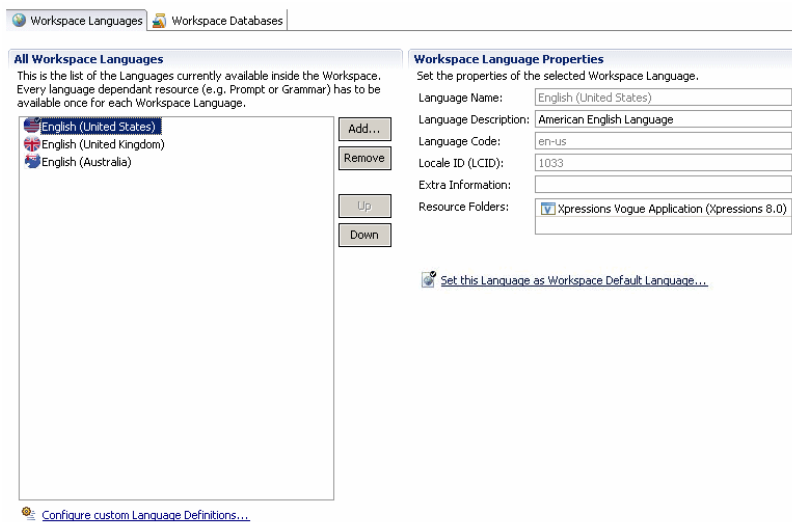 Workspace Languages
Workspace Databases
All Workspace Languages
This is the list of the Languages currently available inside the Workspace.
Every language dependant resource (e.g. Prompt or Grammar) has to be
available once for each Workspace Language.
English (United States)
English (United Kingdom)
English (Australia)
Add...
Remove
Up
Down
Configure custom Language Definitions...
Workspace Language Properties
Set the properties of the selected Workspace Language.
Language Name: English (United States)
Language Description: American English Language
Language Code: en-us
Locale ID (LCID): 1033
Extra Information:
Resource Folders: Xpressions Vogue Application (Xpressions 8.0)
Set this Language as Workspace Default Language...